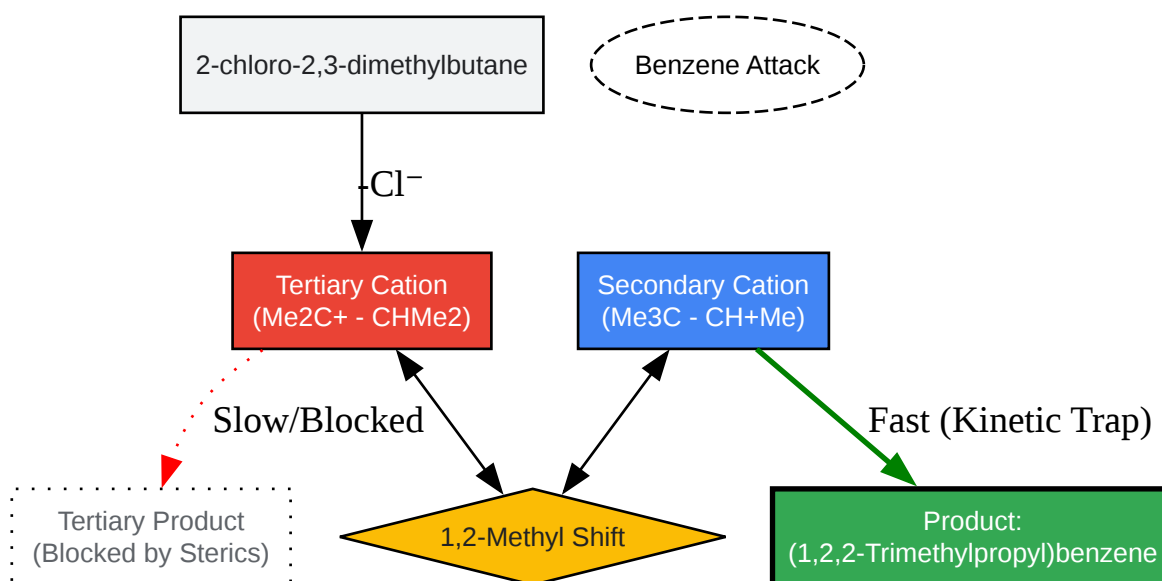 2-chloro-2,3-dimethylbutane
Benzene Attack
-Cl⁻
Tertiary Cation
(Me2C+ - CHMe2)
Secondary Cation
(Me3C - CH+Me)
Slow/Blocked
Fast (Kinetic Trap)
Tertiary Product
(Blocked by Sterics)
1,2-Methyl Shift
Product:
(1,2,2-Trimethylpropyl)benzene